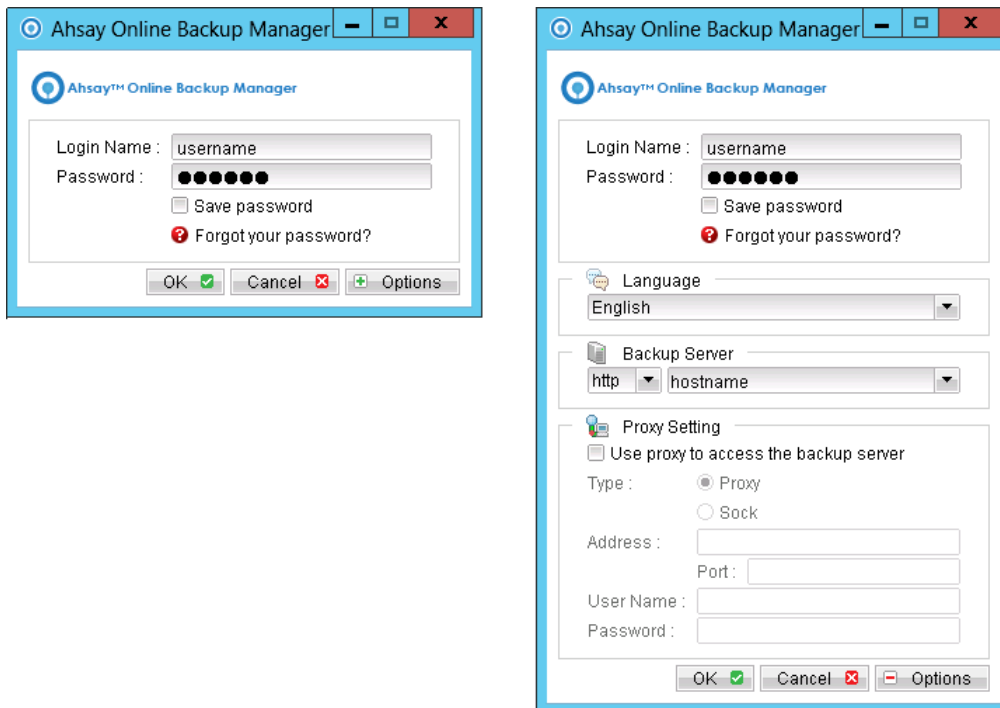 Ahsay Online Backup Manager
Ahsay™ Online Backup Manager
Login Name : username
Password : ●●●●●●
Save password
Forgot your password?
OK Cancel Options
Ahsay Online Backup Manager
Ahsay™ Online Backup Manager
Login Name : username
Password : ●●●●●●
Save password
Forgot your password?
Language
English
Backup Server
http hostname
Proxy Setting
Use proxy to access the backup server
Type : Proxy
Sock
Address :
Port :
User Name :
Password :
OK Cancel Options